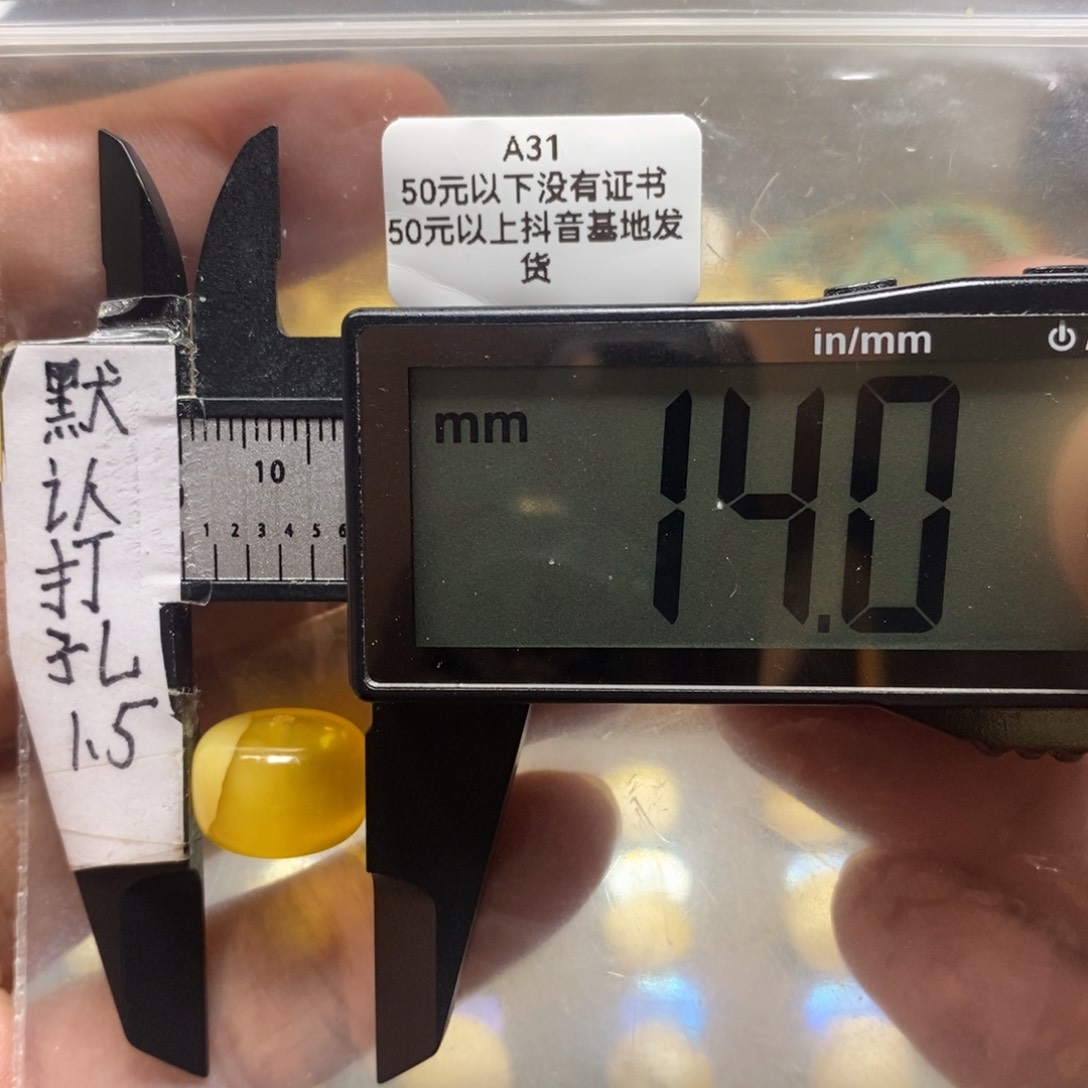 A31
50元以下没有证书
50元以上抖音基地发
货
in/mm
mm
14.0
10
1 2 3 4 5 6
默
认
打
孔
1.5